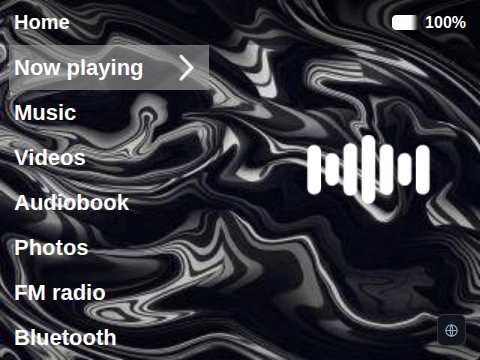 Home
100%
Now playing
Music
Videos
Audiobook
Photos
FM radio
Bluetooth